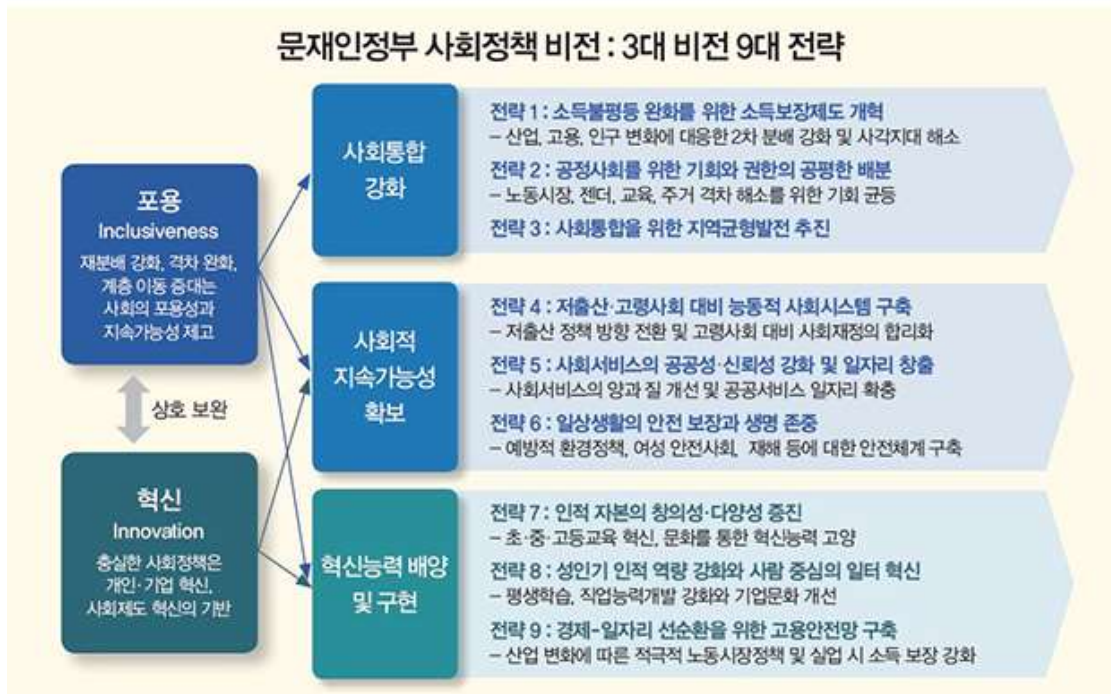 문재인정부 사회정책 비전 : 3대 비전 9대 전략
포용
Inclusiveness
재분배 강화, 격차 완화,
계층 이동 증대는
사회의 포용성과
지속가능성 제고
상호 보완
혁신
Innovation
충실한 사회정책은
개인·기업 혁신,
사회제도 혁신의 기반
사회통합
강화
전략 1 : 소득불평등 완화를 위한 소득보장제도 개혁
– 산업, 고용, 인구 변화에 대응한 2차 분배 강화 및 사각지대 해소
전략 2 : 공정사회를 위한 기회와 권한의 공평한 배분
– 노동시장, 젠더, 교육, 주거 격차 해소를 위한 기회 균등
전략 3 : 사회통합을 위한 지역균형발전 추진
사회적
지속가능성
확보
전략 4 : 저출산·고령사회 대비 능동적 사회시스템 구축
– 저출산 정책 방향 전환 및 고령사회 대비 사회재정의 합리화
전략 5 : 사회서비스의 공공성·신뢰성 강화 및 일자리 창출
– 사회서비스의 양과 질 개선 및 공공서비스 일자리 확충
전략 6 : 일상생활의 안전 보장과 생명 존중
– 예방적 환경정책, 여성 안전사회, 재해 등에 대한 안전체계 구축
혁신능력 배양
및 구현
전략 7 : 인적 자본의 창의성·다양성 증진
– 초·중·고등교육 혁신, 문화를 통한 혁신능력 고양
전략 8 : 성인기 인적 역량 강화와 사람 중심의 일터 혁신
– 평생학습, 직업능력개발 강화와 기업문화 개선
전략 9 : 경제-일자리 선순환을 위한 고용안전망 구축
– 산업 변화에 따른 적극적 노동시장정책 및 실업 시 소득 보장 강화